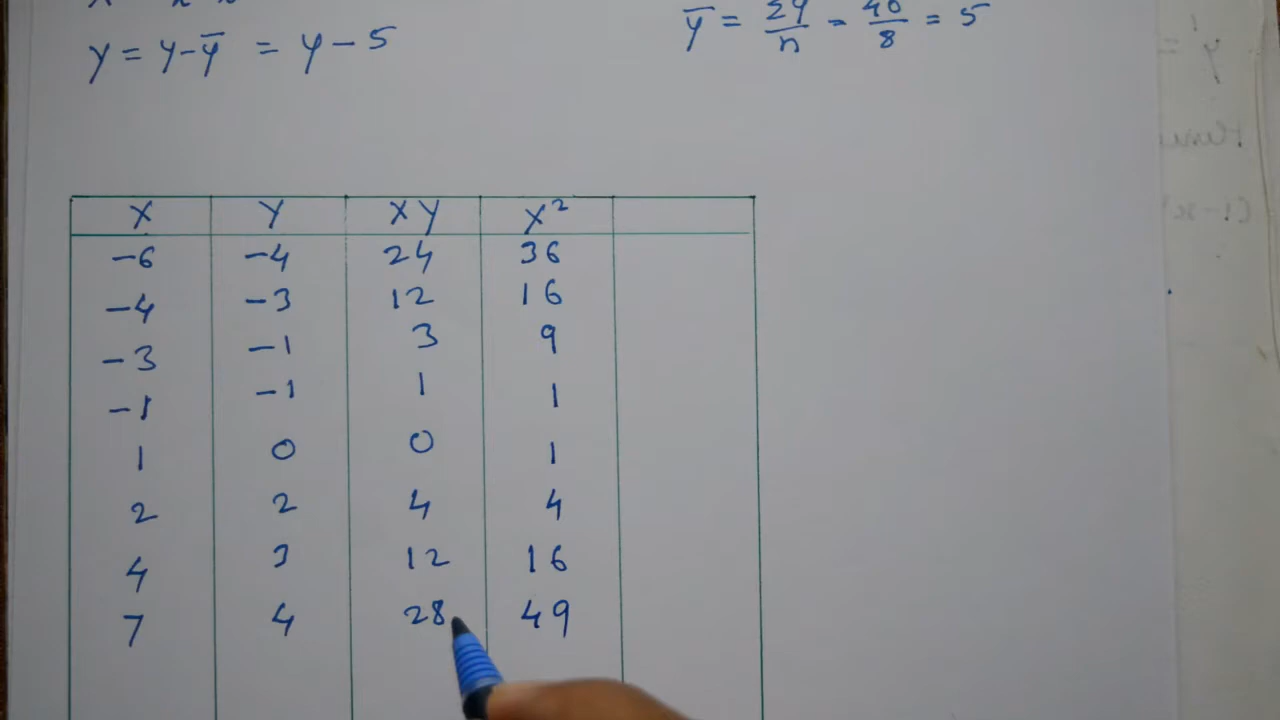 ȳ = Σy/n = 40/8 = 5
Y = y - ȳ = y - 5
X Y XY X²
-6 -4 24 36
-4 -3 12 16
-3 -1 3 9
-1 -1 1 1
1 0 0 1
2 2 4 4
4 3 12 16
7 4 28 49